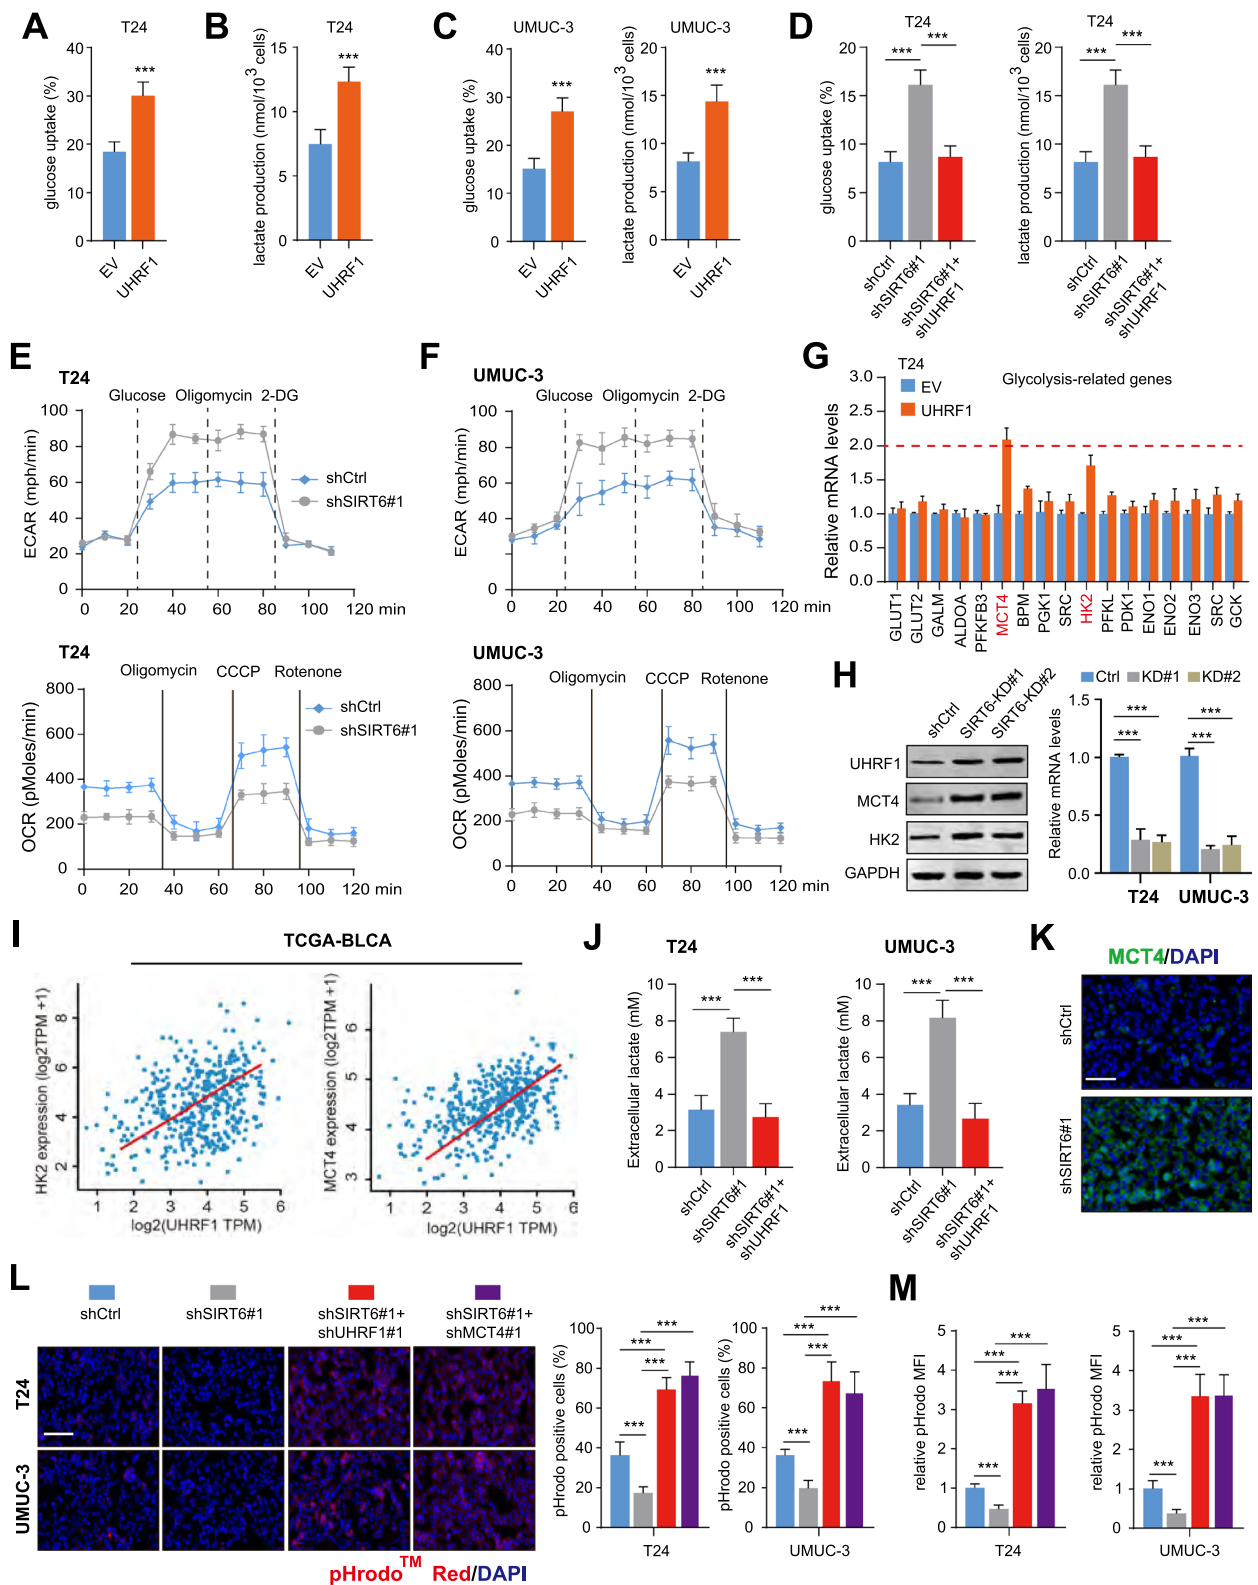 A
T24
glucose uptake (%)
40
30
20
10
0
***
EV
UHRF1
B
T24
lactate production (nmol/10³ cells)
15
10
5
0
***
EV
UHRF1
C
UMUC-3
glucose uptake (%)
40
30
20
10
0
***
EV
UHRF1
UMUC-3
lactate production (nmol/10³ cells)
20
15
10
5
0
***
EV
UHRF1
D
T24
glucose uptake (%)
20
15
10
5
0
*** ***
shCtrl
shSIRT6#1
shSIRT6#1+
shUHRF1
T24
lactate production (nmol/10³ cells)
20
15
10
5
0
*** ***
shCtrl
shSIRT6#1
shSIRT6#1+
shUHRF1
E
T24
Glucose Oligomycin 2-DG
ECAR (mph/min)
100
80
60
40
20
0
shCtrl
shSIRT6#1
0 20 40 60 80 100 120 min
T24
Oligomycin CCCP Rotenone
OCR (pMoles/min)
800
600
400
200
0
shCtrl
shSIRT6#1
0 20 40 60 80 100 120 min
F
UMUC-3
Glucose Oligomycin 2-DG
ECAR (mph/min)
100
80
60
40
20
0
0 20 40 60 80 100 120 min
UMUC-3
Oligomycin CCCP Rotenone
OCR (pMoles/min)
800
600
400
200
0
0 20 40 60 80 100 120 min
G
T24
EV
UHRF1
Glycolysis-related genes
Relative mRNA levels
3.0
2.5
2.0
1.5
1.0
0.5
0.0
GLUT1
GLUT2
GALM
ALDOA
PFKFB3
MCT4
BPM
PGK1
SRC
HK2
PFKL
PDK1
ENO1
ENO2
ENO3
SRC
GCK
H
shCtrl
SIRT6-KD#1
SIRT6-KD#2
UHRF1
MCT4
HK2
GAPDH
Ctrl KD#1 KD#2
Relative mRNA levels
1.5
1.0
0.5
0.0
*** ***
*** ***
T24 UMUC-3
I
TCGA-BLCA
HK2 expression (log2TPM +1)
8
6
4
2
1 2 3 4 5 6
log2(UHRF1 TPM)
MCT4 expression (log2TPM +1)
6
5
4
3
1 2 3 4 5 6
log2(UHRF1 TPM)
J
T24
Extracellular lactate (mM)
10
8
6
4
2
0
*** ***
shCtrl
shSIRT6#1
shSIRT6#1+
shUHRF1
UMUC-3
Extracellular lactate (mM)
10
8
6
4
2
0
*** ***
shCtrl
shSIRT6#1
shSIRT6#1+
shUHRF1
K
MCT4/DAPI
shCtrl
shSIRT6#1
L
shCtrl
shSIRT6#1
shSIRT6#1+
shUHRF1#1
shSIRT6#1+
shMCT4#1
T24
UMUC-3
pHrodo™ Red/DAPI
pHrodo positive cells (%)
100
80
60
40
20
0
***
***
***
***
T24
pHrodo positive cells (%)
100
80
60
40
20
0
***
***
***
***
UMUC-3
M
relative pHrodo MFI
5
4
3
2
1
0
***
***
***
***
T24
relative pHrodo MFI
5
4
3
2
1
0
***
***
***
***
UMUC-3